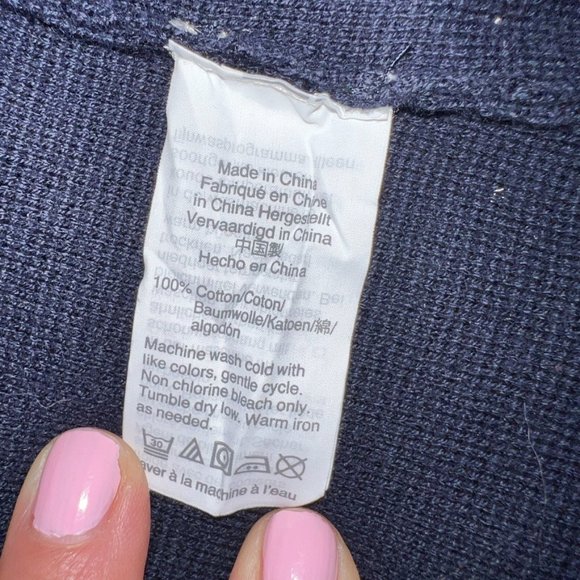 Made in China
Fabriqué en Chine
in China Hergestellt
Vervaardigd in China
中国製
Hecho en China
100% Cotton/Coton/
Baumwolle/Katoen/綿/
algodón
Machine wash cold with
like colors, gentle cycle.
Non chlorine bleach only.
Tumble dry low. Warm iron
as needed.
30
aver à la machine à l'eau